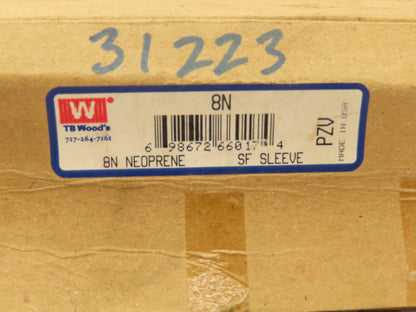 31223
8N
W
TB Wood's
717-264-7161
6 98672 66017 4
8N NEOPRENE SF SLEEVE
PZV
MADE IN USA